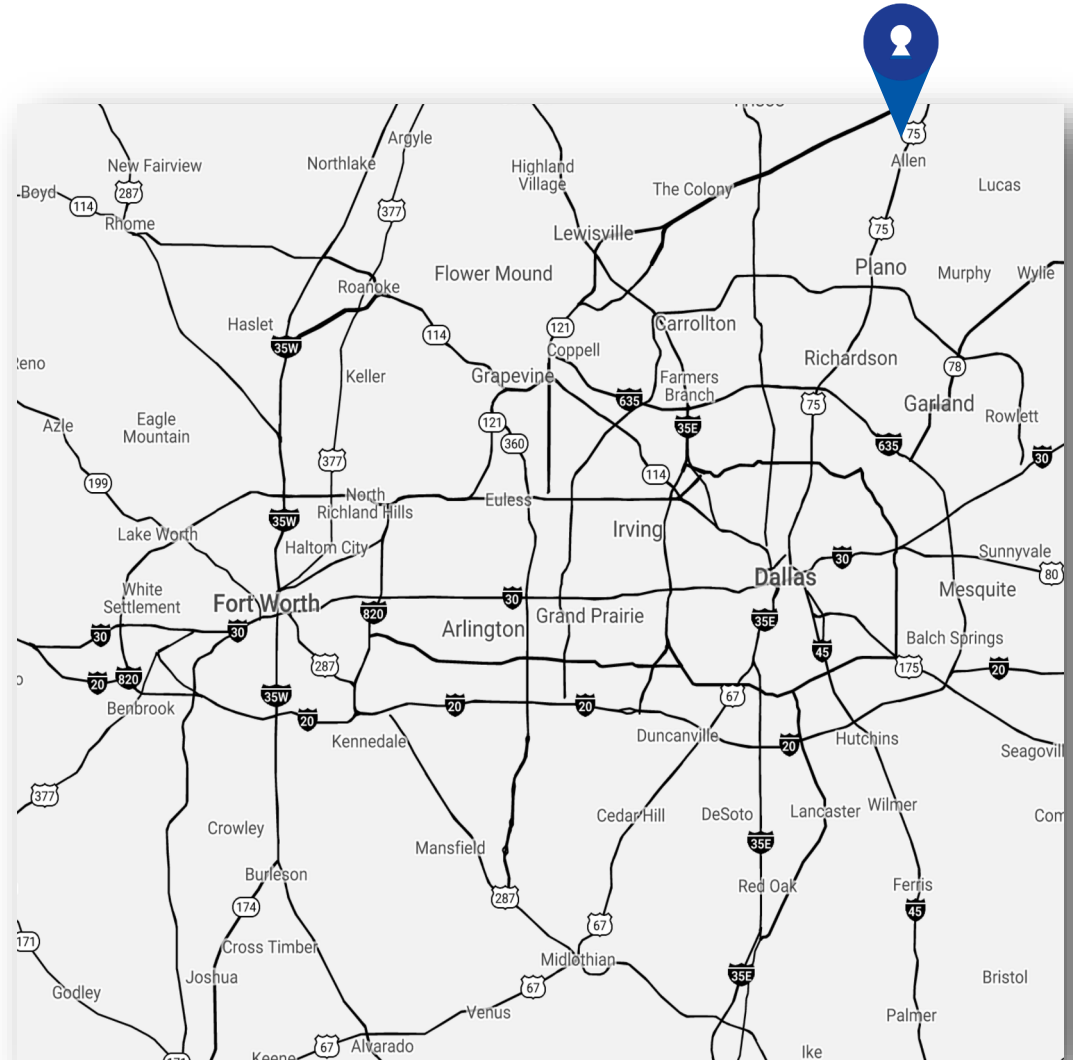 75
Argyle
New Fairview
Northlake
Highland
Village
Allen
The Colony
Lucas
Boyd
287
114
377
Rhome
75
Lewisville
Flower Mound
Plano
Murphy
Wylie
Roanoke
Haslet
121
Carrollton
114
35W
Coppell
Richardson
78
Keller
Grapevine
Farmers
Branch
635
75
Garland
Rowlett
Azle
Eagle
Mountain
121
360
35E
635
30
377
114
199
North
Richland Hills
Euless
35W
Irving
Lake Worth
Haltom City
Sunnyvale
30
80
Dallas
White
Settlement
Fort Worth
820
30
Grand Prairie
Mesquite
35E
Arlington
30
30
Balch Springs
45
287
175
20
20
820
35W
67
Benbrook
20
20
20
Kennedale
Duncanville
20
Hutchins
377
Cedar Hill
DeSoto
Lancaster
Wilmer
Crowley
Mansfield
35E
Burleson
Red Oak
Ferris
287
174
45
67
171
Cross Timber
Midlothian
35E
Joshua
Bristol
Godley
67
Venus
Palmer
67
Alvarado
Keene
Ike